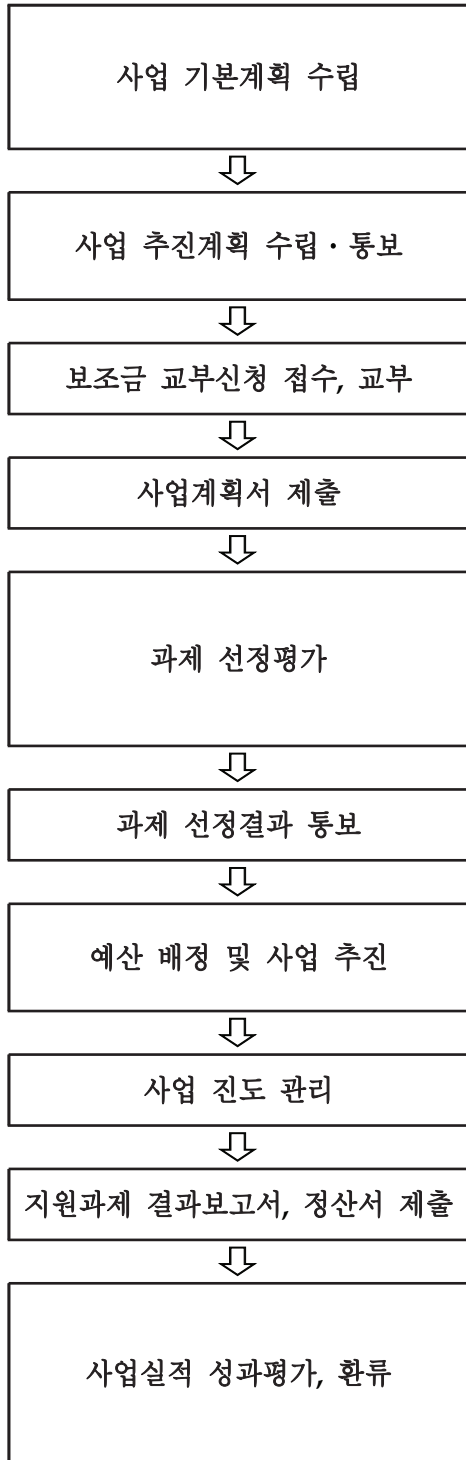 사업 기본계획 수립
사업 추진계획 수립·통보
보조금 교부신청 접수, 교부
사업계획서 제출
과제 선정평가
과제 선정결과 통보
예산 배정 및 사업 추진
사업 진도 관리
지원과제 결과보고서, 정산서 제출
사업실적 성과평가, 환류